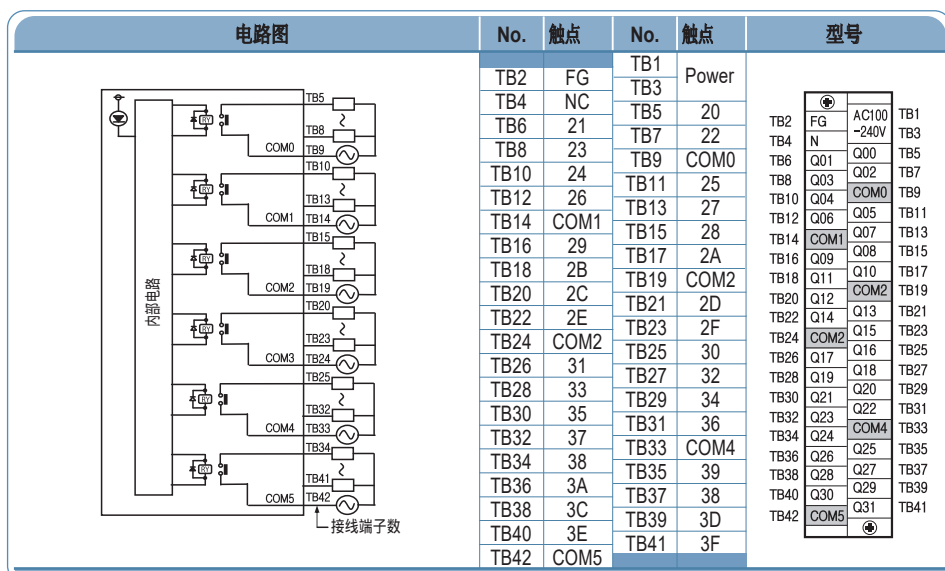 电路图 No. 触点 No. 触点 型号
TB5
RY
TB8
COM0 TB9
TB10
RY
TB13
COM1 TB14
TB15
RY
TB18
COM2 TB19
TB20
RY
TB23
COM3 TB24
TB25
RY
TB32
COM4 TB33
TB34
RY
TB41
COM5 TB42
内部电路
接线端子数
TB2 FG
TB4 NC
TB6 21
TB8 23
TB10 24
TB12 26
TB14 COM1
TB16 29
TB18 2B
TB20 2C
TB22 2E
TB24 COM2
TB26 31
TB28 33
TB30 35
TB32 37
TB34 38
TB36 3A
TB38 3C
TB40 3E
TB42 COM5
TB1 Power
TB3
TB5 20
TB7 22
TB9 COM0
TB11 25
TB13 27
TB15 28
TB17 2A
TB19 COM2
TB21 2D
TB23 2F
TB25 30
TB27 32
TB29 34
TB31 36
TB33 COM4
TB35 39
TB37 38
TB39 3D
TB41 3F
TB2 FG
TB4 N
TB6 Q01
TB8 Q03
TB10 Q04
TB12 Q06
TB14 COM1
TB16 Q09
TB18 Q11
TB20 Q12
TB22 Q14
TB24 COM2
TB26 Q17
TB28 Q19
TB30 Q21
TB32 Q23
TB34 Q24
TB36 Q26
TB38 Q28
TB40 Q30
TB42 COM5
AC100 TB1
-240V TB3
Q00 TB5
Q02 TB7
COM0 TB9
Q05 TB11
Q07 TB13
Q08 TB15
Q10 TB17
COM2 TB19
Q13 TB21
Q15 TB23
Q16 TB25
Q18 TB27
Q20 TB29
Q22 TB31
COM4 TB33
Q25 TB35
Q27 TB37
Q29 TB39
Q31 TB41